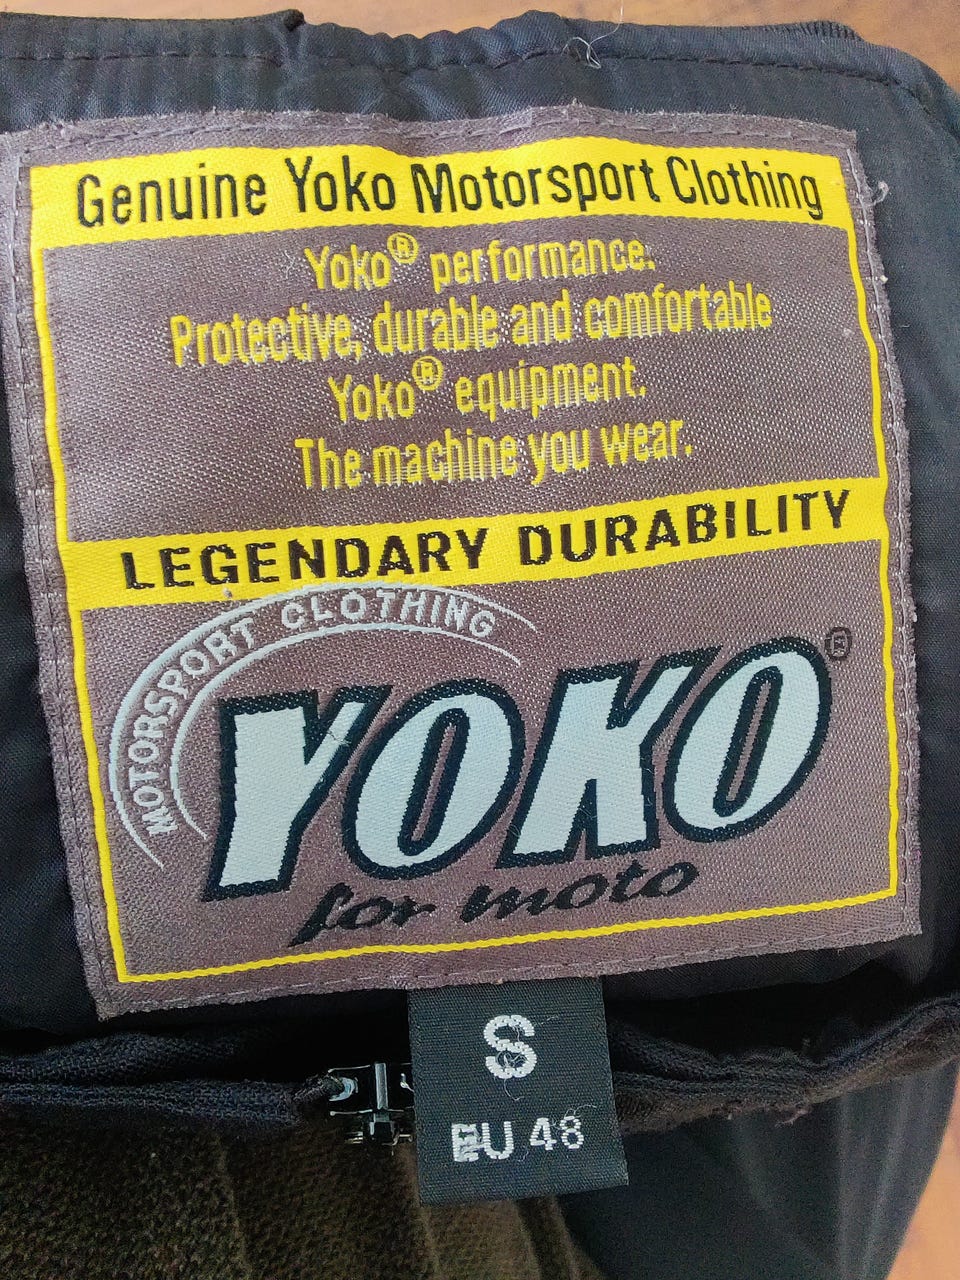 Genuine Yoko Motorsport Clothing
Yoko® performance.
Protective, durable and comfortable
Yoko® equipment.
The machine you wear.
LEGENDARY DURABILITY
MOTORSPORT CLOTHING
YOKO®
for moto
S
EU 48